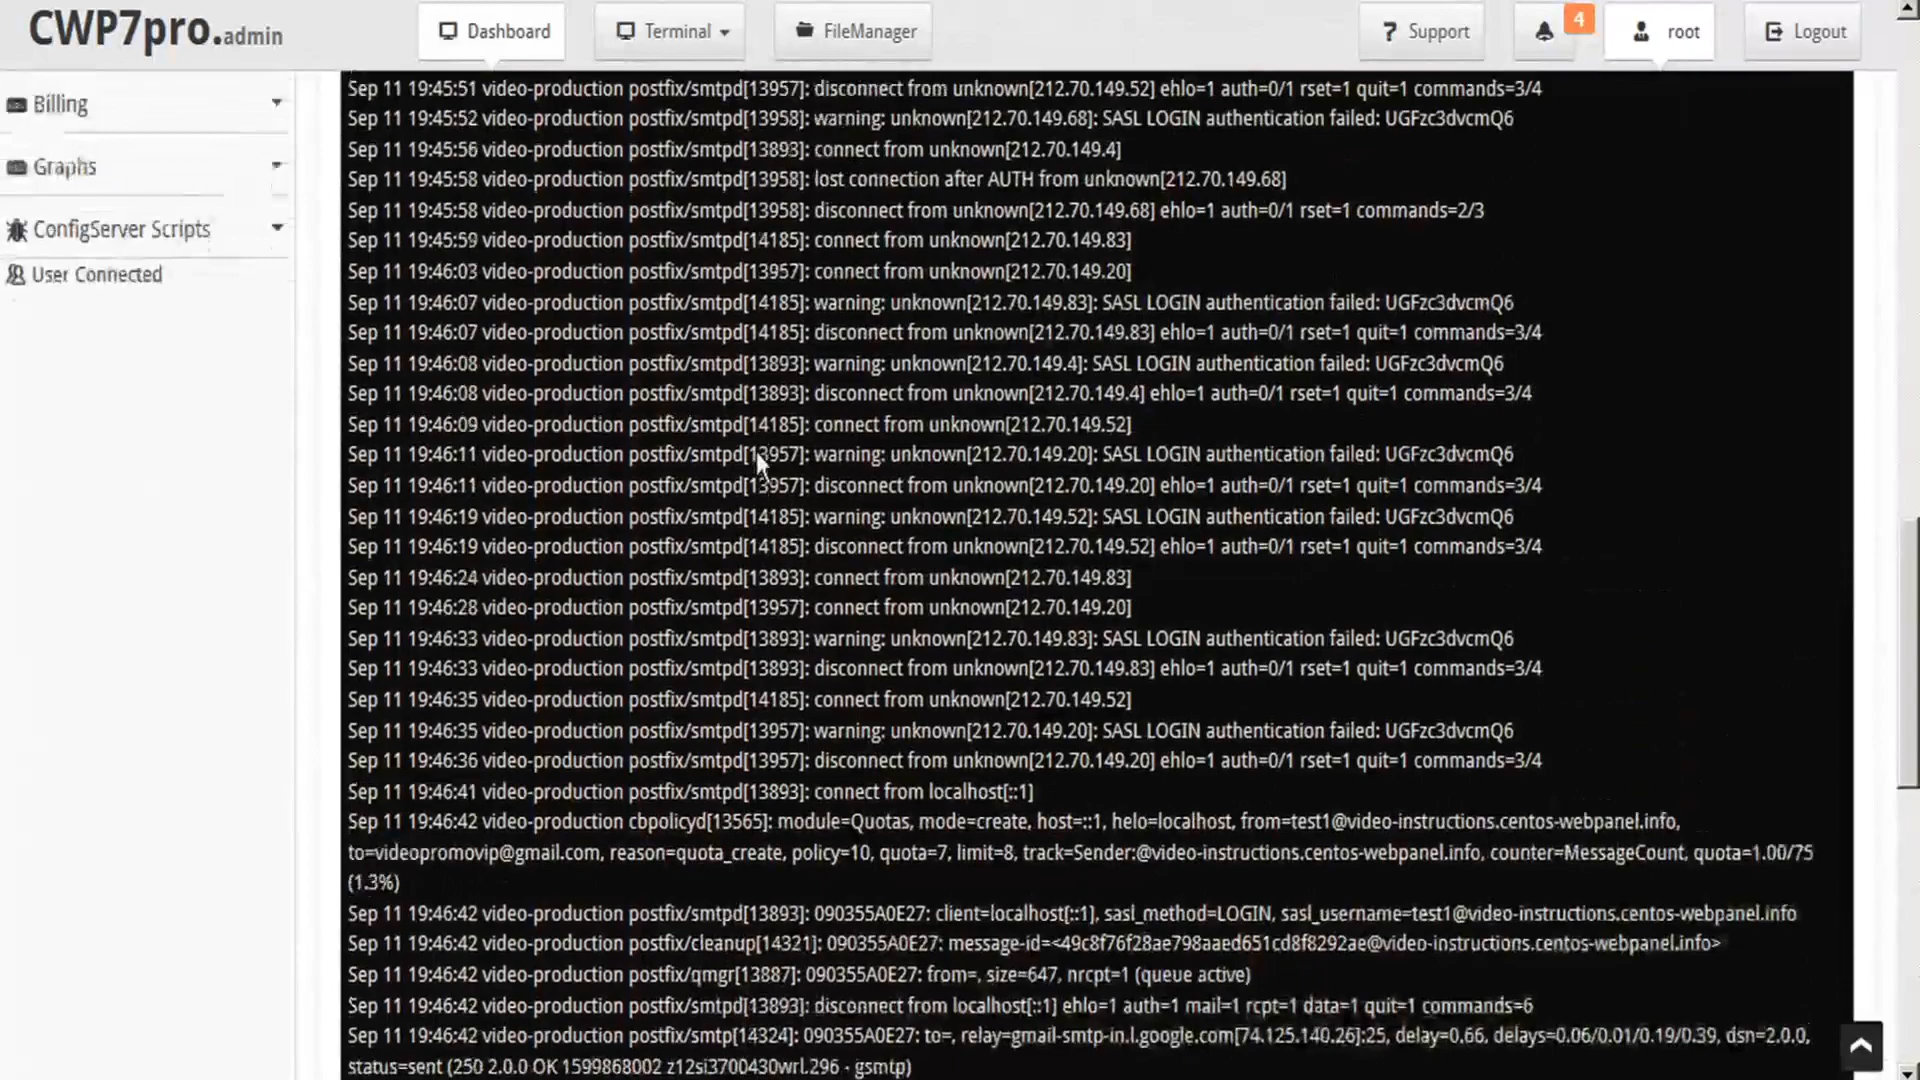 CWP7pro.admin
Dashboard
Terminal
FileManager
? Support
4
root
Logout
Billing
Graphs
ConfigServer Scripts
User Connected
Sep 11 19:45:51 video-production postfix/smtpd[13957]: disconnect from unknown[212.70.149.52] ehlo=1 auth=0/1 rset=1 quit=1 commands=3/4
Sep 11 19:45:52 video-production postfix/smtpd[13958]: warning: unknown[212.70.149.68]: SASL LOGIN authentication failed: UGFzc3dvcmQ6
Sep 11 19:45:56 video-production postfix/smtpd[13893]: connect from unknown[212.70.149.4]
Sep 11 19:45:58 video-production postfix/smtpd[13958]: lost connection after AUTH from unknown[212.70.149.68]
Sep 11 19:45:58 video-production postfix/smtpd[13958]: disconnect from unknown[212.70.149.68] ehlo=1 auth=0/1 rset=1 commands=2/3
Sep 11 19:45:59 video-production postfix/smtpd[14185]: connect from unknown[212.70.149.83]
Sep 11 19:46:03 video-production postfix/smtpd[13957]: connect from unknown[212.70.149.20]
Sep 11 19:46:07 video-production postfix/smtpd[14185]: warning: unknown[212.70.149.83]: SASL LOGIN authentication failed: UGFzc3dvcmQ6
Sep 11 19:46:07 video-production postfix/smtpd[14185]: disconnect from unknown[212.70.149.83] ehlo=1 auth=0/1 rset=1 quit=1 commands=3/4
Sep 11 19:46:08 video-production postfix/smtpd[13893]: warning: unknown[212.70.149.4]: SASL LOGIN authentication failed: UGFzc3dvcmQ6
Sep 11 19:46:08 video-production postfix/smtpd[13893]: disconnect from unknown[212.70.149.4] ehlo=1 auth=0/1 rset=1 quit=1 commands=3/4
Sep 11 19:46:09 video-production postfix/smtpd[14185]: connect from unknown[212.70.149.52]
Sep 11 19:46:11 video-production postfix/smtpd[13957]: warning: unknown[212.70.149.20]: SASL LOGIN authentication failed: UGFzc3dvcmQ6
Sep 11 19:46:11 video-production postfix/smtpd[13957]: disconnect from unknown[212.70.149.20] ehlo=1 auth=0/1 rset=1 quit=1 commands=3/4
Sep 11 19:46:19 video-production postfix/smtpd[14185]: warning: unknown[212.70.149.52]: SASL LOGIN authentication failed: UGFzc3dvcmQ6
Sep 11 19:46:19 video-production postfix/smtpd[14185]: disconnect from unknown[212.70.149.52] ehlo=1 auth=0/1 rset=1 quit=1 commands=3/4
Sep 11 19:46:24 video-production postfix/smtpd[13893]: connect from unknown[212.70.149.83]
Sep 11 19:46:28 video-production postfix/smtpd[13957]: connect from unknown[212.70.149.20]
Sep 11 19:46:33 video-production postfix/smtpd[13893]: warning: unknown[212.70.149.83]: SASL LOGIN authentication failed: UGFzc3dvcmQ6
Sep 11 19:46:33 video-production postfix/smtpd[13893]: disconnect from unknown[212.70.149.83] ehlo=1 auth=0/1 rset=1 quit=1 commands=3/4
Sep 11 19:46:35 video-production postfix/smtpd[14185]: connect from unknown[212.70.149.52]
Sep 11 19:46:35 video-production postfix/smtpd[13957]: warning: unknown[212.70.149.20]: SASL LOGIN authentication failed: UGFzc3dvcmQ6
Sep 11 19:46:36 video-production postfix/smtpd[13957]: disconnect from unknown[212.70.149.20] ehlo=1 auth=0/1 rset=1 quit=1 commands=3/4
Sep 11 19:46:41 video-production postfix/smtpd[13893]: connect from localhost[::1]
Sep 11 19:46:42 video-production cbpolicyd[13565]: module=Quotas, mode=create, host=::1, helo=localhost, from=test1@video-instructions.centos-webpanel.info,
to=videopromovip@gmail.com, reason=quota_create, policy=10, quota=7, limit=8, track=Sender:@video-instructions.centos-webpanel.info, counter=MessageCount, quota=1.00/75
(1.3%)
Sep 11 19:46:42 video-production postfix/smtpd[13893]: 090355A0E27: client=localhost[::1], sasl_method=LOGIN, sasl_username=test1@video-instructions.centos-webpanel.info
Sep 11 19:46:42 video-production postfix/cleanup[14321]: 090355A0E27: message-id=<49c8f76f28ae798aaed651cd8f8292ae@video-instructions.centos-webpanel.info>
Sep 11 19:46:42 video-production postfix/qmgr[13887]: 090355A0E27: from=, size=647, nrcpt=1 (queue active)
Sep 11 19:46:42 video-production postfix/smtpd[13893]: disconnect from localhost[::1] ehlo=1 auth=1 mail=1 rcpt=1 data=1 quit=1 commands=6
Sep 11 19:46:42 video-production postfix/smtp[14324]: 090355A0E27: to=, relay=gmail-smtp-in.l.google.com[74.125.140.26]:25, delay=0.66, delays=0.06/0.01/0.19/0.39, dsn=2.0.0,
status=sent (250 2.0.0 OK 1599868002 z12si3700430wrl.296 - gsmtp)